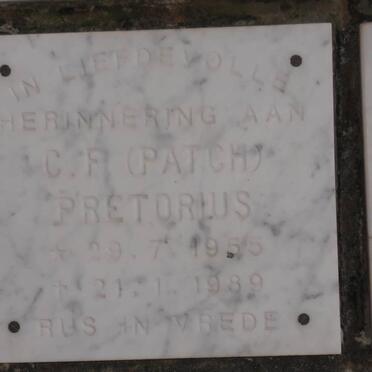 IN LIEFDEVOLLE
HERINNERING AAN
C.F. (PATCH)
PRETORIUS
* 29.7.1955
† 21.1.1989
RUS IN VREDE